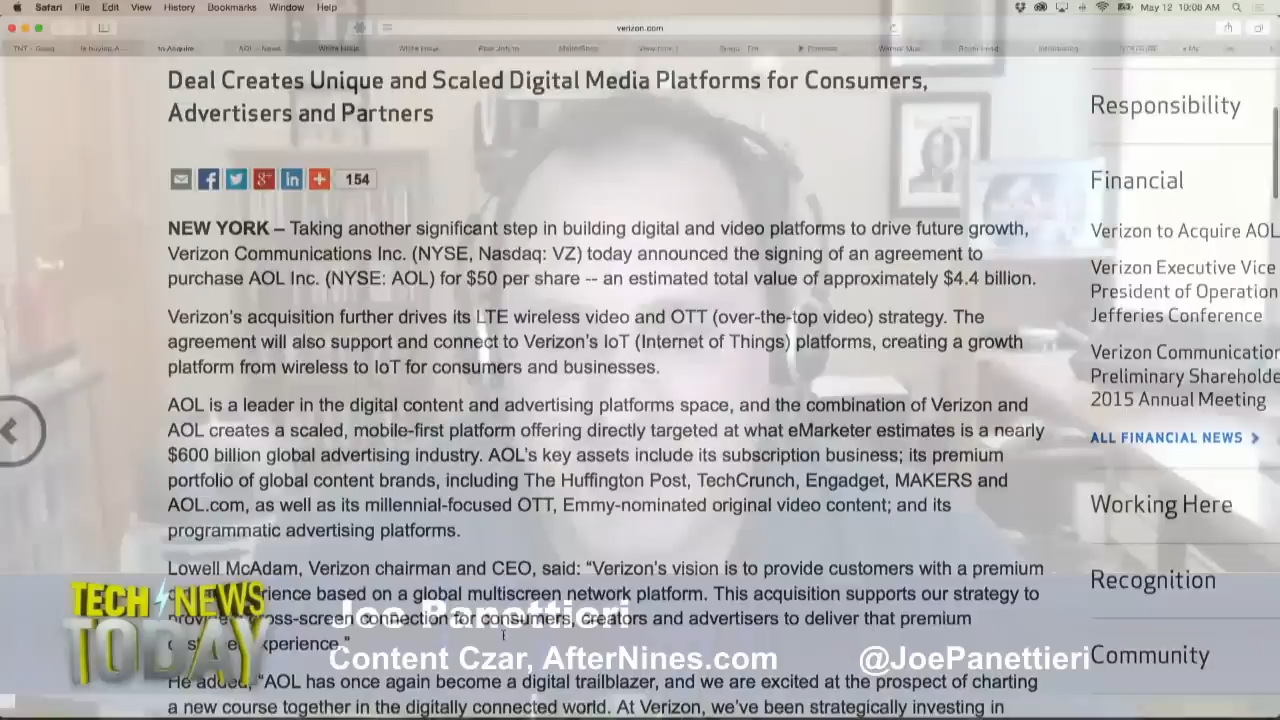 Safari File Edit View History Bookmarks Window Help May 12 10:08 AM
verizon.com
Deal Creates Unique and Scaled Digital Media Platforms for Consumers,
Advertisers and Partners
154
NEW YORK – Taking another significant step in building digital and video platforms to drive future growth,
Verizon Communications Inc. (NYSE, Nasdaq: VZ) today announced the signing of an agreement to
purchase AOL Inc. (NYSE: AOL) for $50 per share -- an estimated total value of approximately $4.4 billion.
Verizon's acquisition further drives its LTE wireless video and OTT (over-the-top video) strategy. The
agreement will also support and connect to Verizon's IoT (Internet of Things) platforms, creating a growth
platform from wireless to IoT for consumers and businesses.
AOL is a leader in the digital content and advertising platforms space, and the combination of Verizon and
AOL creates a scaled, mobile-first platform offering directly targeted at what eMarketer estimates is a nearly
$600 billion global advertising industry. AOL's key assets include its subscription business; its premium
portfolio of global content brands, including The Huffington Post, TechCrunch, Engadget, MAKERS and
AOL.com, as well as its millennial-focused OTT, Emmy-nominated original video content; and its
programmatic advertising platforms.
Lowell McAdam, Verizon chairman and CEO, said: “Verizon's vision is to provide customers with a premium
based on a global multiscreen network platform. This acquisition supports our strategy to
connection for consumers, creators and advertisers to deliver that premium
He added, “AOL has once again become a digital trailblazer, and we are excited at the prospect of charting
a new course together in the digitally connected world. At Verizon, we've been strategically investing in
Responsibility
Financial
Verizon to Acquire AOL
Verizon Executive Vice
President of Operation
Jefferies Conference
Verizon Communication
Preliminary Shareholde
2015 Annual Meeting
ALL FINANCIAL NEWS
Working Here
Recognition
Community
TECH NEWS
TODAY
Joe Panettieri
Content Czar, AfterNines.com @JoePanettieri